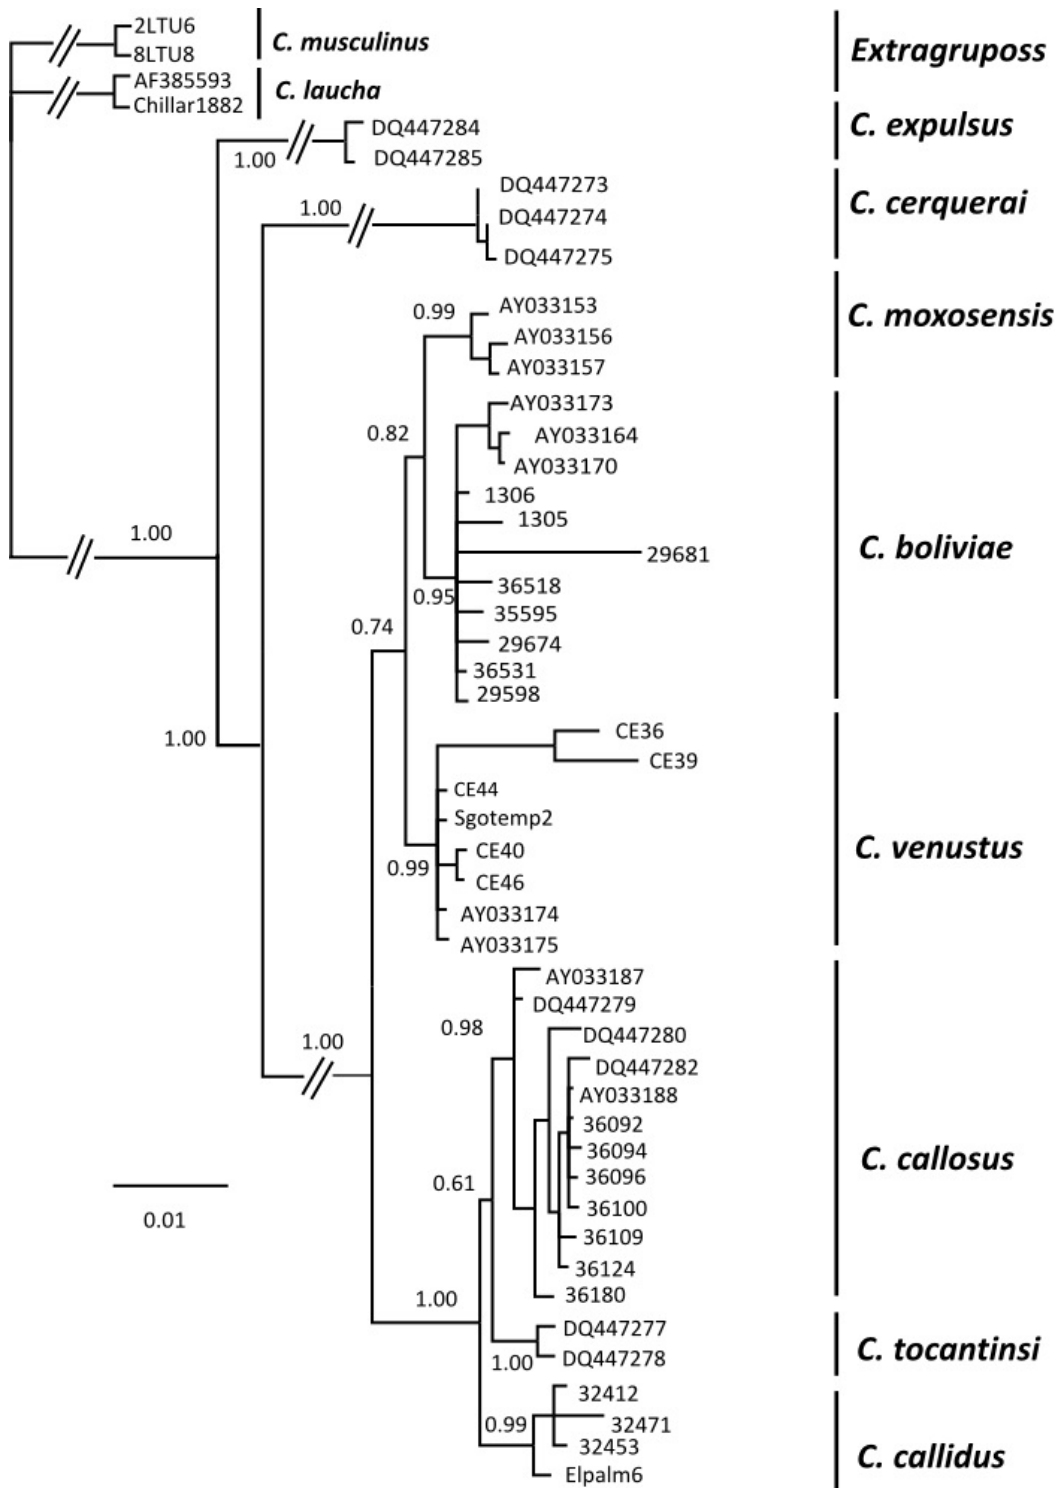 2LTU6
8LTU8
C. musculinus
Extragruposs
AF385593
Chillar1882
C. laucha
DQ447284
DQ447285
1.00
C. expulsus
DQ447273
DQ447274
DQ447275
1.00
C. cerquerai
0.99
AY033153
AY033156
AY033157
C. moxosensis
0.82
AY033173
AY033164
AY033170
1306
1305
1.00
29681
C. boliviae
36518
0.95
35595
0.74
29674
36531
29598
1.00
CE36
CE39
CE44
Sgotemp2
CE40
0.99
CE46
C. venustus
AY033174
AY033175
AY033187
DQ447279
0.98
1.00
DQ447280
DQ447282
AY033188
36092
36094
36096
C. callosus
0.61
36100
0.01
36109
36124
36180
1.00
DQ447277
DQ447278
1.00
C. tocantinsi
32412
0.99
32471
32453
Elpalm6
C. callidus